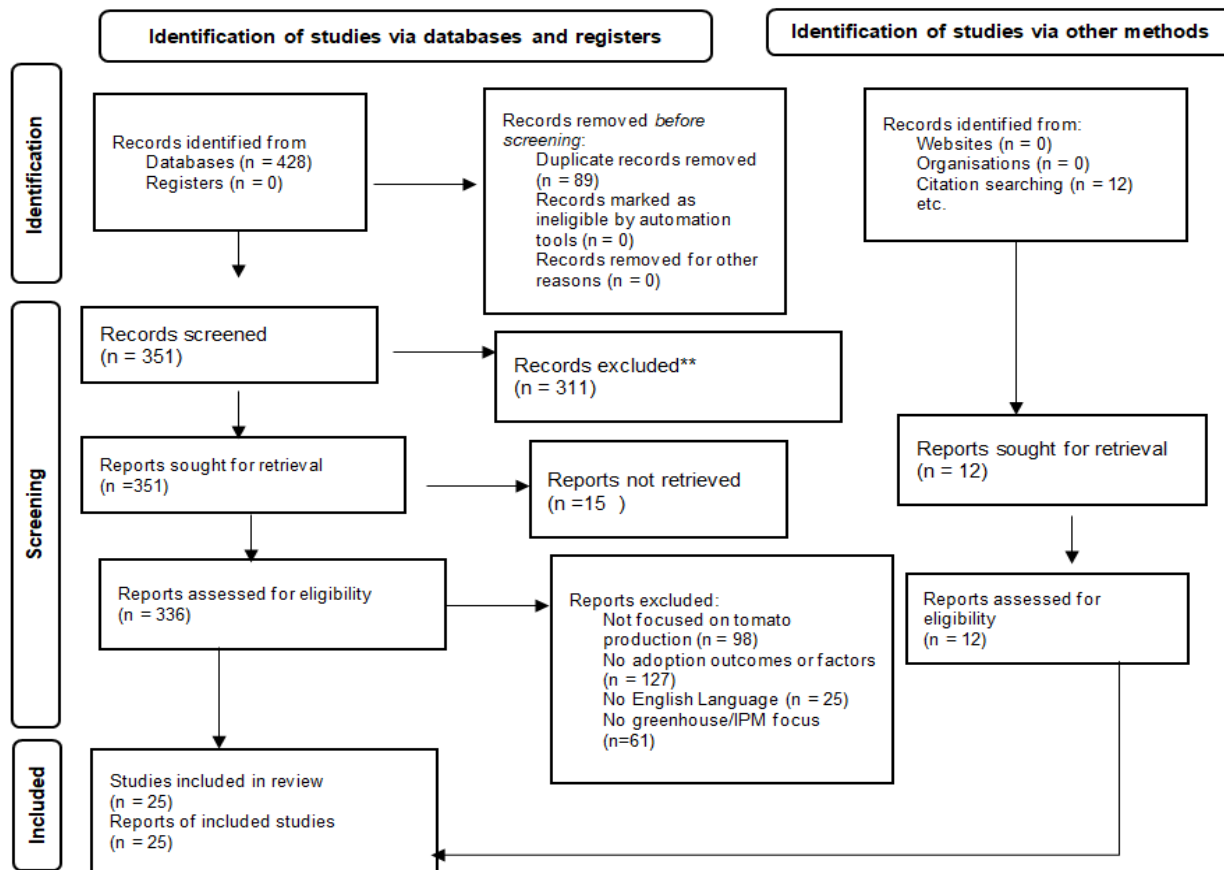 Identification of studies via databases and registers
Identification of studies via other methods
Identification
Records identified from
Databases (n = 428)
Registers (n = 0)
Records removed before
screening:
Duplicate records removed
(n = 89)
Records marked as
ineligible by automation
tools (n = 0)
Records removed for other
reasons (n = 0)
Records identified from:
Websites (n = 0)
Organisations (n = 0)
Citation searching (n = 12)
etc.
Screening
Records screened
(n = 351)
Records excluded**
(n = 311)
Reports sought for retrieval
(n =351)
Reports not retrieved
(n =15 )
Reports sought for retrieval
(n = 12)
Reports assessed for eligibility
(n = 336)
Reports excluded:
Not focused on tomato
production (n = 98)
No adoption outcomes or factors
(n = 127)
No English Language (n = 25)
No greenhouse/IPM focus
(n=61)
Reports assessed for
eligibility
(n = 12)
Included
Studies included in review
(n = 25)
Reports of included studies
(n = 25)